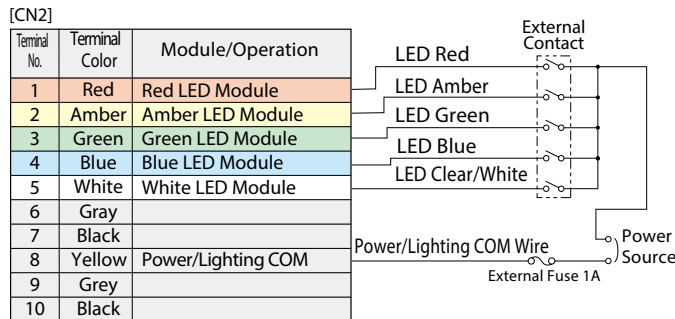 [CN2]
Terminal No. Terminal Color Module/Operation
1 Red Red LED Module
2 Amber Amber LED Module
3 Green Green LED Module
4 Blue Blue LED Module
5 White White LED Module
6 Gray
7 Black
8 Yellow Power/Lighting COM
9 Grey
10 Black
External Contact
LED Red
LED Amber
LED Green
LED Blue
LED Clear/White
Power/Lighting COM Wire
External Fuse 1A
Power Source